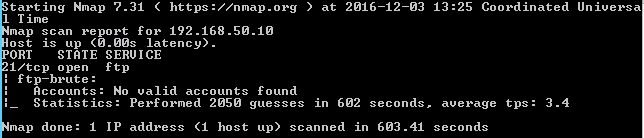 Starting Nmap 7.31 ( https://nmap.org ) at 2016-12-03 13:25 Coordinated Universa
l Time
Nmap scan report for 192.168.50.10
Host is up (0.00s latency).
PORT   STATE SERVICE
21/tcp open  ftp
| ftp-brute:
|   Accounts: No valid accounts found
|_  Statistics: Performed 2050 guesses in 602 seconds, average tps: 3.4
Nmap done: 1 IP address (1 host up) scanned in 603.41 seconds